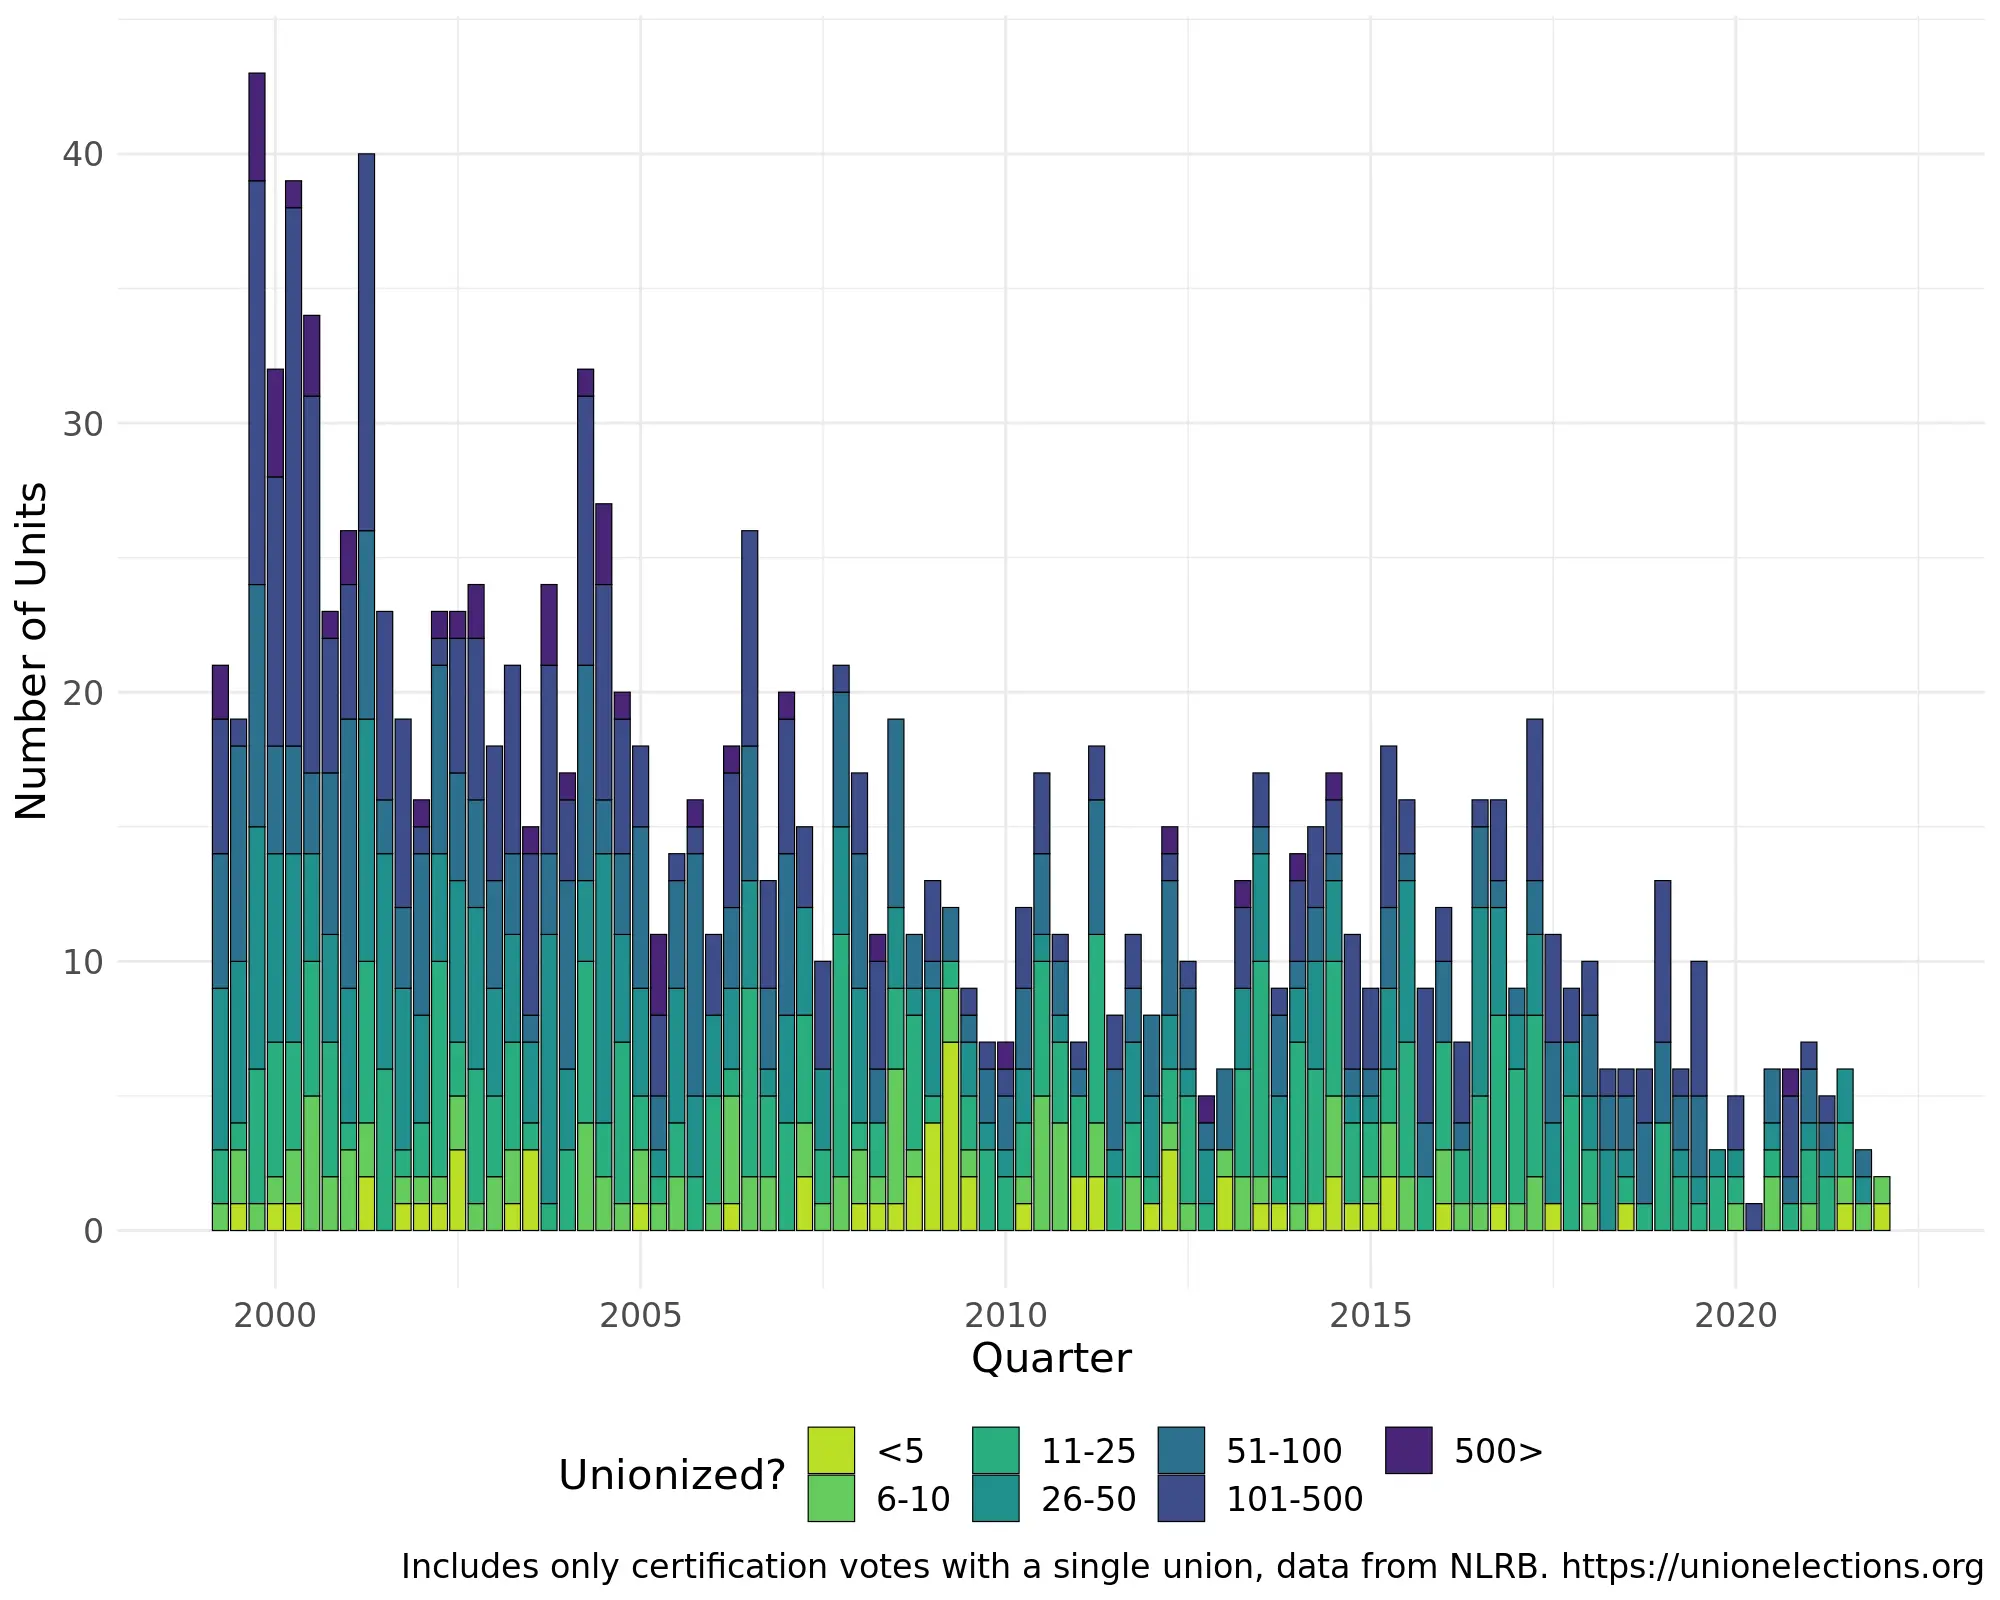 Number of Units
40
30
20
10
0
2000 2005 2010 2015 2020
Quarter
Unionized?
<5 11-25 51-100 500>
6-10 26-50 101-500
Includes only certification votes with a single union, data from NLRB. https://unionelections.org